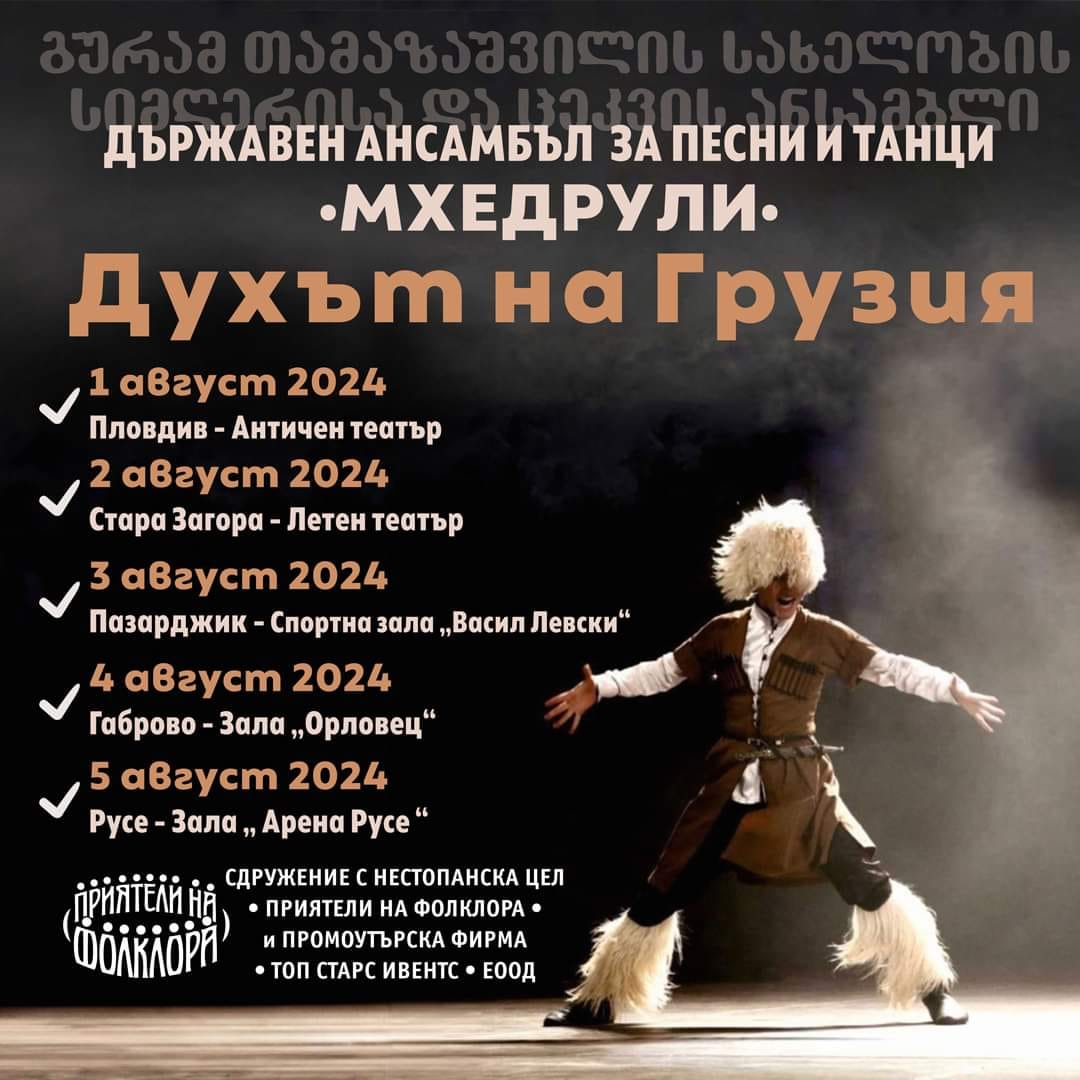 გურამ თამაზაშვილის სახელობის
სიმღერისა და ცეკვის ანსამბლი
ДЪРЖАВЕН АНСАМБЪЛ ЗА ПЕСНИ И ТАНЦИ
•МХЕДРУЛИ•
Духът на Грузия
1 август 2024
Пловдив - Античен театър
2 август 2024
Стара Загора - Летен театър
3 август 2024
Пазарджик - Спортна зала „Васил Левски“
4 август 2024
Габрово - Зала „Орловец“
5 август 2024
Русе - Зала „ Арена Русе “
ПРИЯТЕЛИ НА
ФОЛКЛОРА
СДРУЖЕНИЕ С НЕСТОПАНСКА ЦЕЛ
• ПРИЯТЕЛИ НА ФОЛКЛОРА •
и ПРОМОУТЪРСКА ФИРМА
• ТОП СТАРС ИВЕНТС • ЕООД